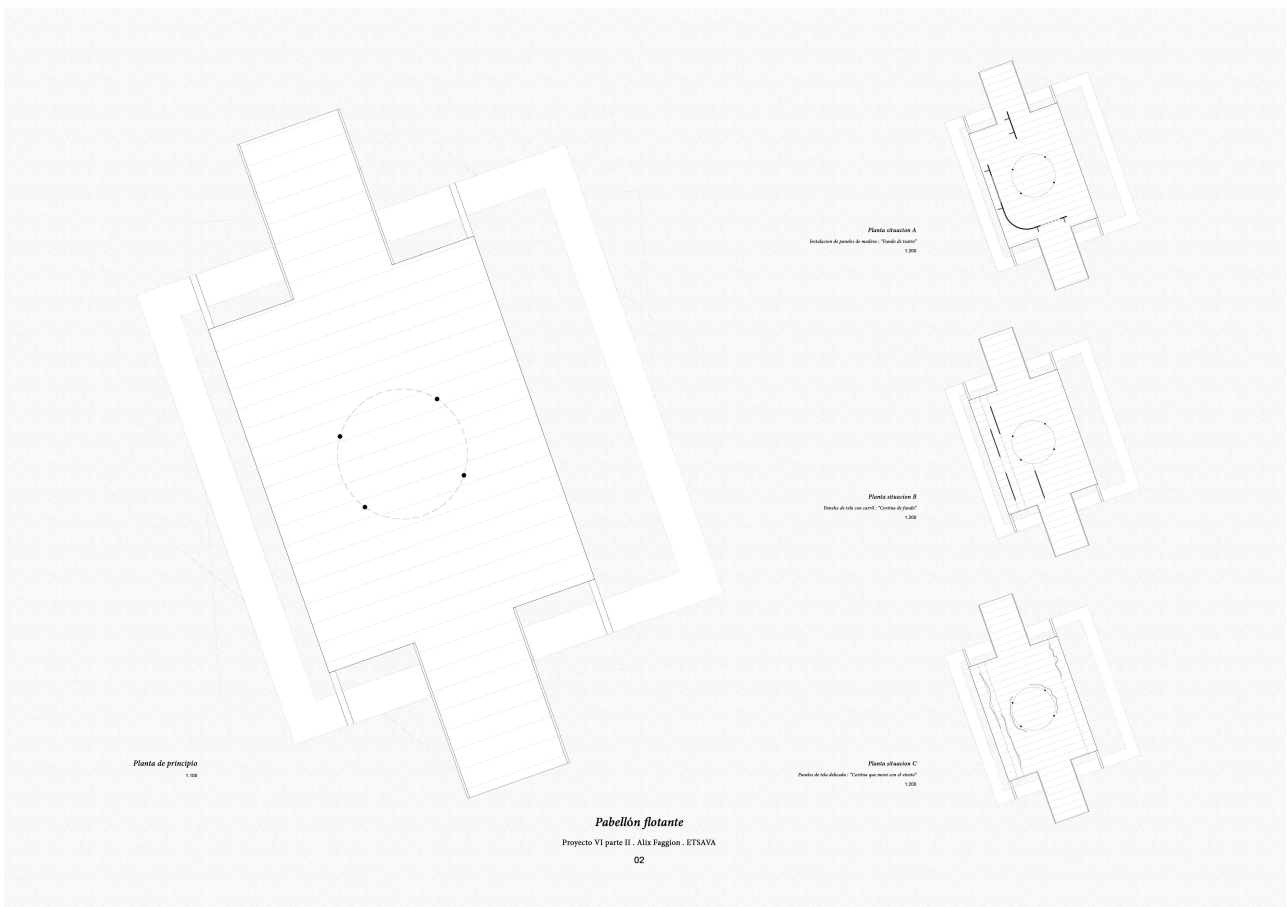 Planta situacion A
Instalacion de paneles de madera : "Fondo de teatro"
1.200
Planta situacion B
Paneles de tela con carril : "Cortina de fondo"
1.200
Planta de principio
1.100
Planta situacion C
Paneles de tela delicada : "Cortina que move con el viento"
1.200
Pabellón flotante
Proyecto VI parte II . Alix Faggion . ETSAVA
02